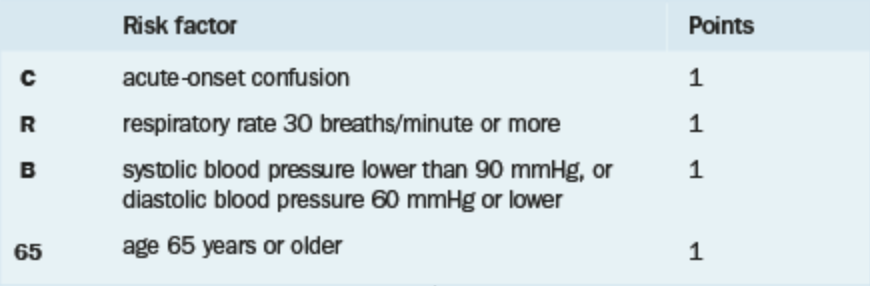 Risk factor Points
C acute-onset confusion 1
R respiratory rate 30 breaths/minute or more 1
B systolic blood pressure lower than 90 mmHg, or 1
diastolic blood pressure 60 mmHg or lower
65 age 65 years or older 1